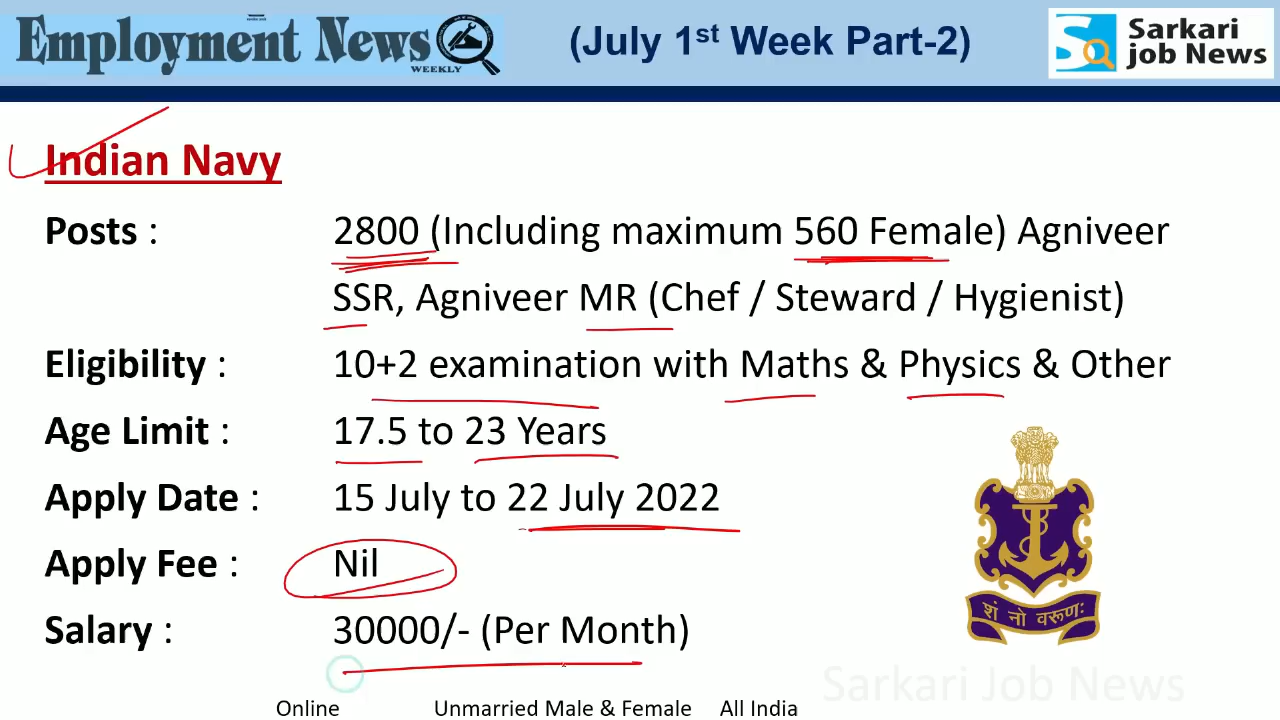 Employment News
WEEKLY
(July 1st Week Part-2)
Sarkari
job News
Indian Navy
Posts : 2800 (Including maximum 560 Female) Agniveer
SSR, Agniveer MR (Chef / Steward / Hygienist)
Eligibility : 10+2 examination with Maths & Physics & Other
Age Limit : 17.5 to 23 Years
Apply Date : 15 July to 22 July 2022
Apply Fee : Nil
Salary : 30000/- (Per Month)
शं नो वरूणः
Sarkari Job News
Online Unmarried Male & Female All India